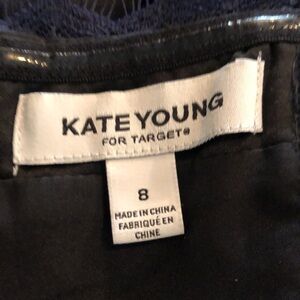 KATE YOUNG
FOR TARGET®
8
MADE IN CHINA
FABRIQUÉ EN
CHINE